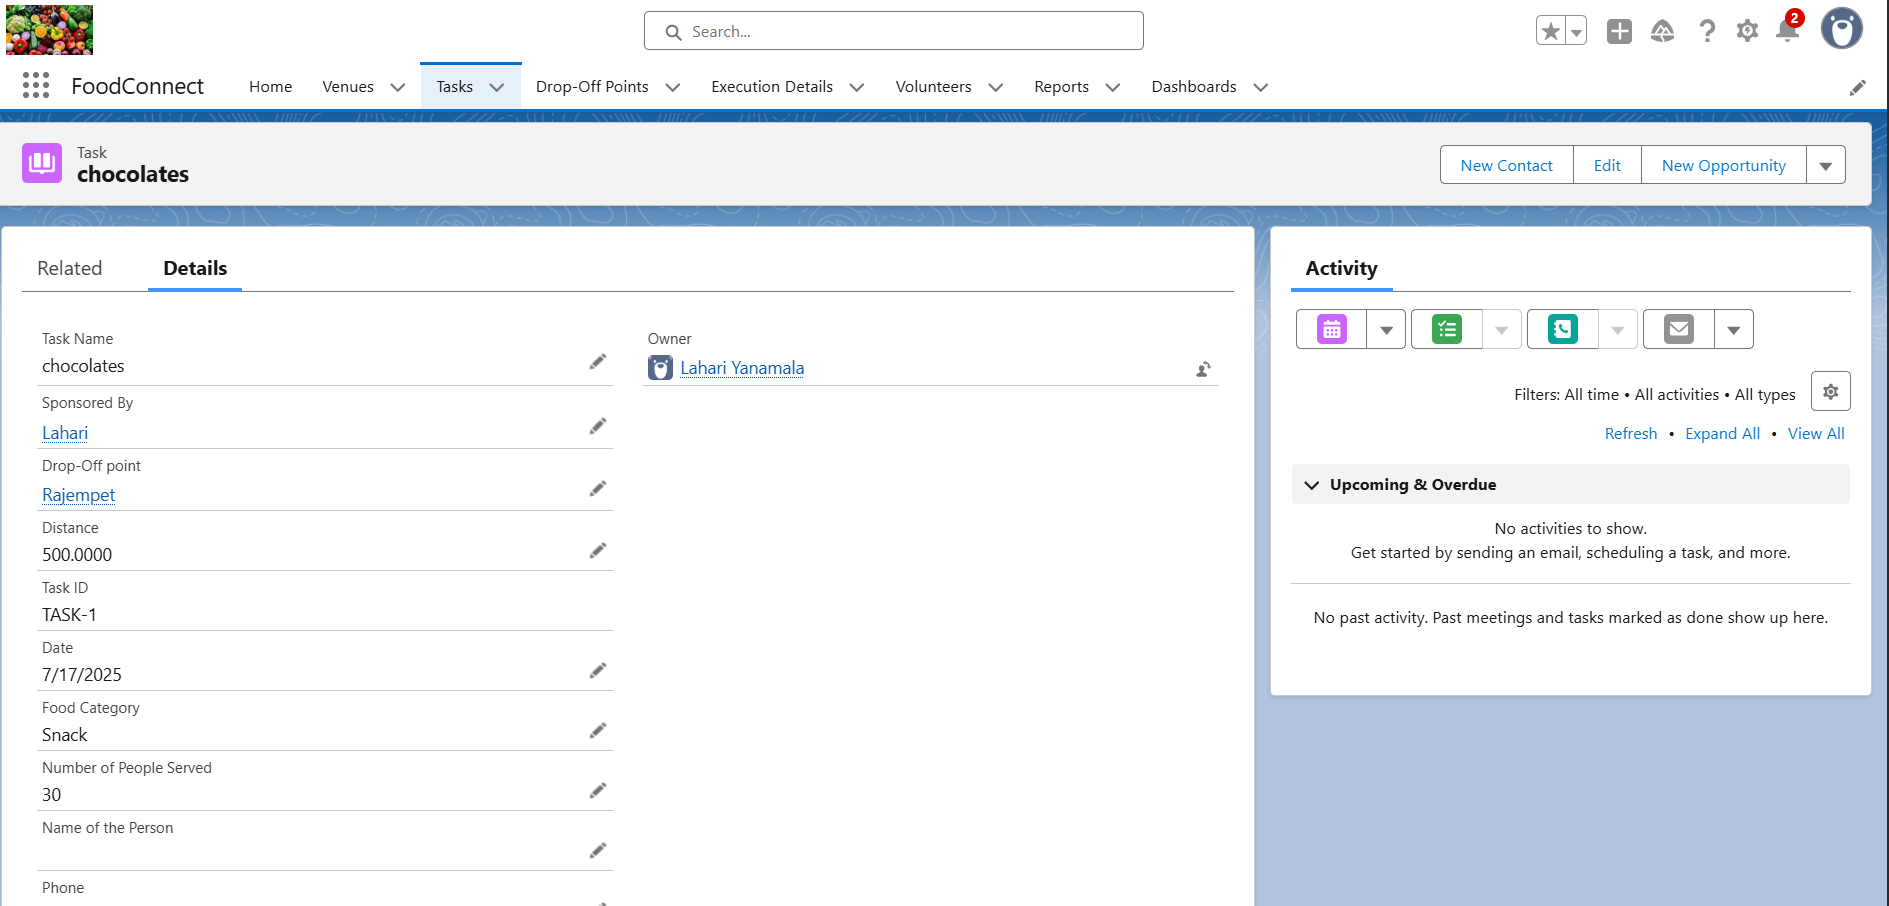 Search...
2
FoodConnect
Home
Venues
Tasks
Drop-Off Points
Execution Details
Volunteers
Reports
Dashboards
Task
chocolates
New Contact
Edit
New Opportunity
Related
Details
Task Name
chocolates
Sponsored By
Lahari
Drop-Off point
Rajempet
Distance
500.0000
Task ID
TASK-1
Date
7/17/2025
Food Category
Snack
Number of People Served
30
Name of the Person
Phone
Owner
Lahari Yanamala
Activity
Filters: All time • All activities • All types
Refresh • Expand All • View All
Upcoming & Overdue
No activities to show.
Get started by sending an email, scheduling a task, and more.
No past activity. Past meetings and tasks marked as done show up here.